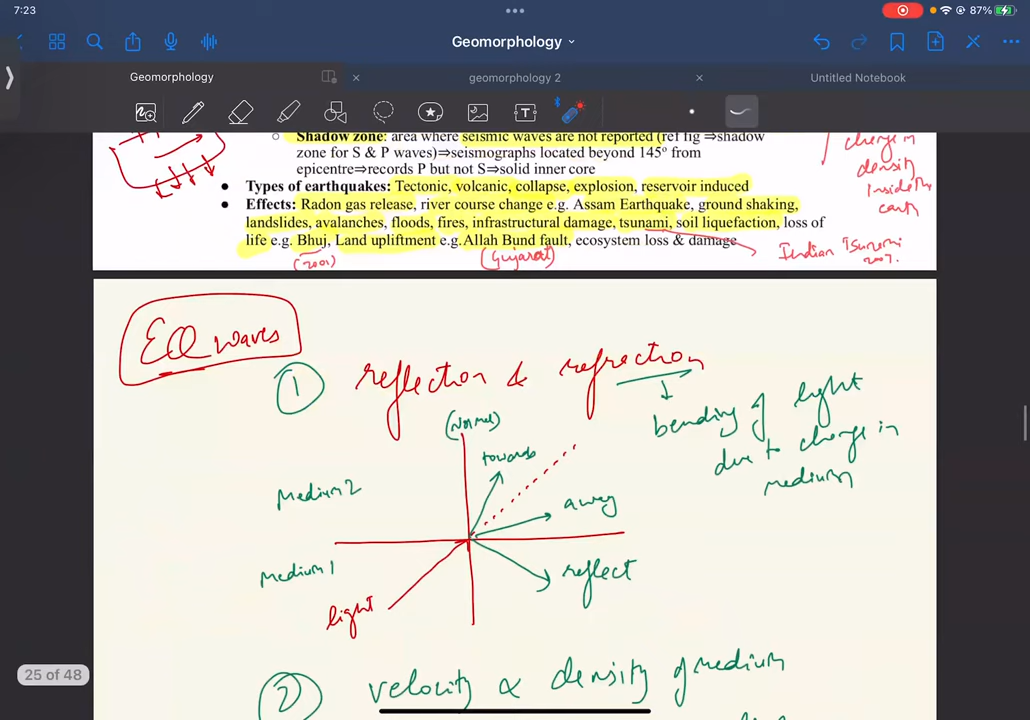 7:23
87%
Geomorphology
Geomorphology
geomorphology 2
Untitled Notebook
Shadow zone: area where seismic waves are not reported (ref fig ⇒shadow
zone for S & P waves)⇒seismographs located beyond 145° from
epicentre⇒records P but not S⇒solid inner core
change in
density
inside the
earth
Types of earthquakes: Tectonic, volcanic, collapse, explosion, reservoir induced
Effects: Radon gas release, river course change e.g. Assam Earthquake, ground shaking,
landslides, avalanches, floods, fires, infrastructural damage, tsunami, soil liquefaction, loss of
life e.g. Bhuj, Land upliftment e.g. Allah Bund fault, ecosystem loss & damage
(2001)
(Gujarat)
Indian Tsunami
2007.
EQ waves
1
reflection & refrection
bending of light
due to change in
medium
(Normal)
towards
Medium 2
away
Medium 1
reflect
light
25 of 48
2
velocity ∝ density of medium